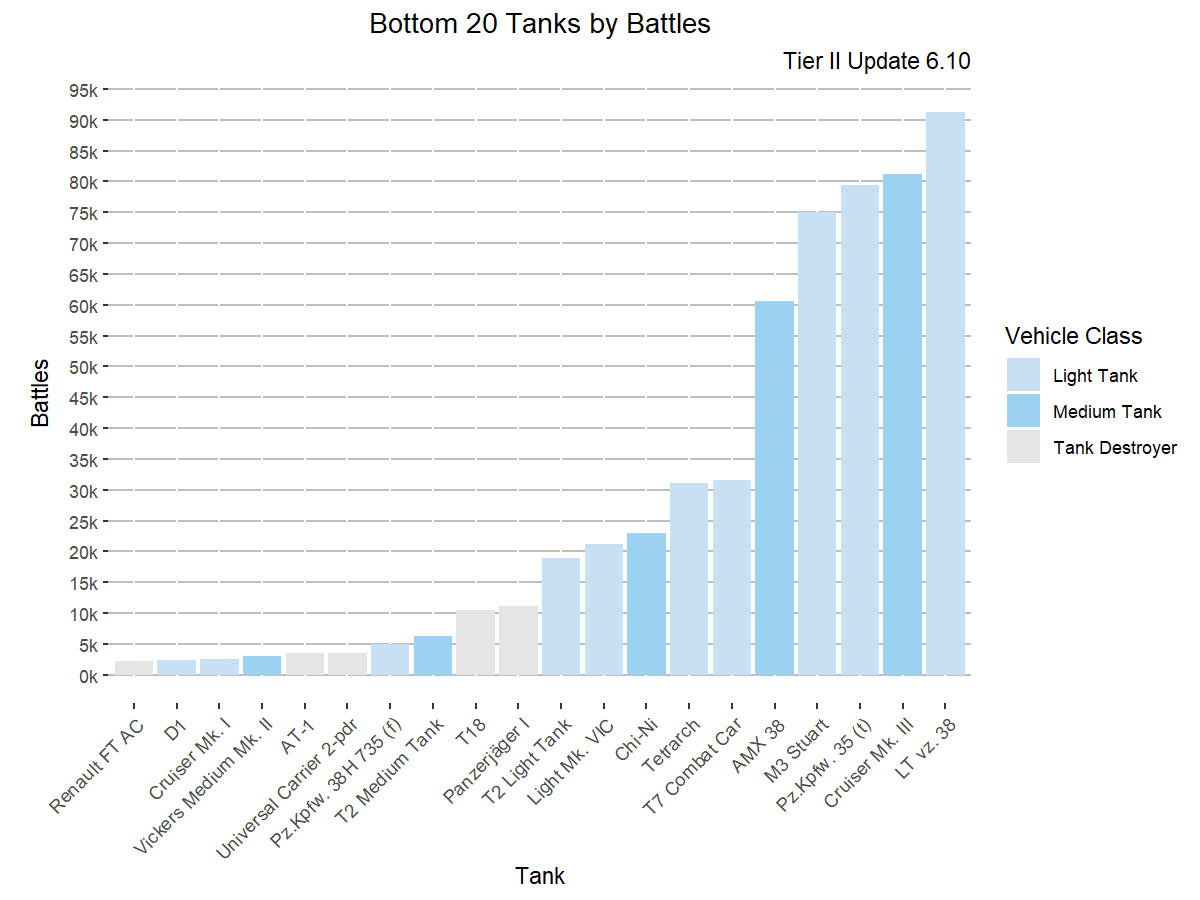 Bottom 20 Tanks by Battles
Tier II Update 6.10
95k
90k
85k
80k
75k
70k
65k
60k
55k
50k
45k
40k
35k
30k
25k
20k
15k
10k
5k
0k
Battles
Renault FT AC
D1
Cruiser Mk. I
Vickers Medium Mk. II
AT-1
Universal Carrier 2-pdr
Pz.Kpfw. 38H 735 (f)
T2 Medium Tank
T18
Panzerjäger I
T2 Light Tank
Light Mk. VIC
Chi-Ni
Tetrarch
T7 Combat Car
AMX 38
M3 Stuart
Pz.Kpfw. 35 (t)
Cruiser Mk. III
LT vz. 38
Tank
Vehicle Class
Light Tank
Medium Tank
Tank Destroyer